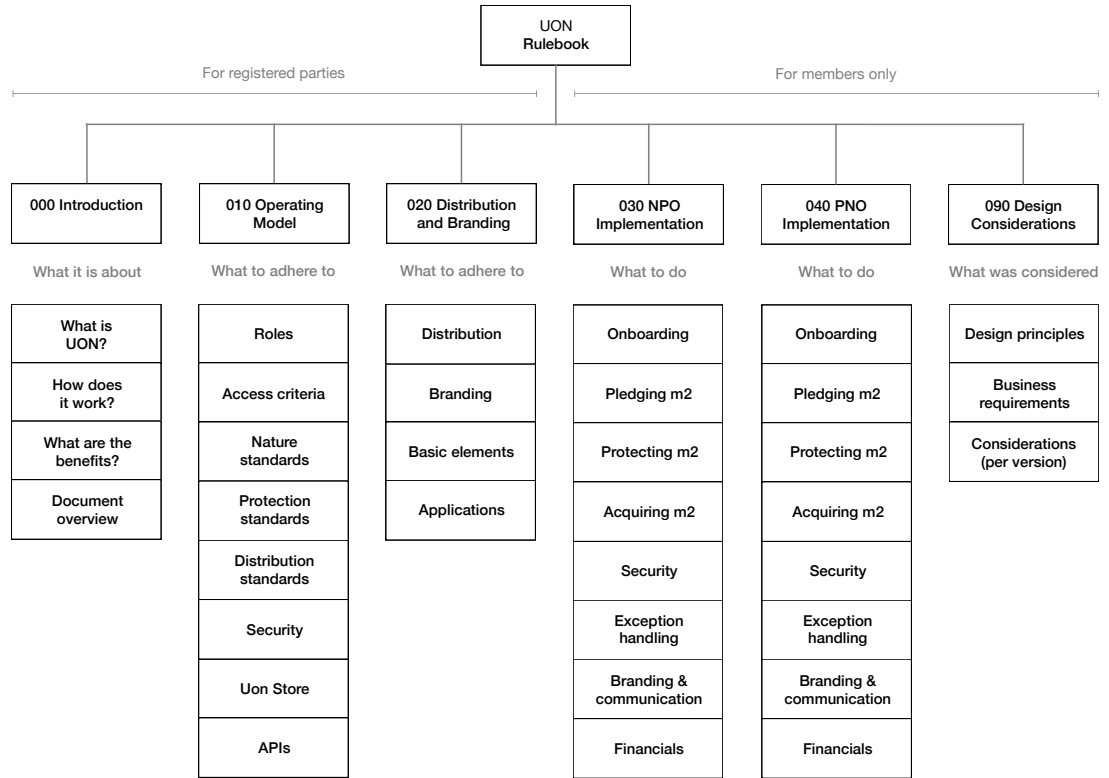 UON
Rulebook
For registered parties
For members only
000 Introduction
010 Operating
Model
020 Distribution
and Branding
030 NPO
Implementation
040 PNO
Implementation
090 Design
Considerations
What it is about
What to adhere to
What to adhere to
What to do
What to do
What was considered
What is
UON?
How does
it work?
What are the
benefits?
Document
overview
Roles
Access criteria
Nature
standards
Protection
standards
Distribution
standards
Security
Uon Store
APIs
Distribution
Branding
Basic elements
Applications
Onboarding
Pledging m2
Protecting m2
Acquiring m2
Security
Exception
handling
Branding &
communication
Financials
Onboarding
Pledging m2
Protecting m2
Acquiring m2
Security
Exception
handling
Branding &
communication
Financials
Design principles
Business
requirements
Considerations
(per version)